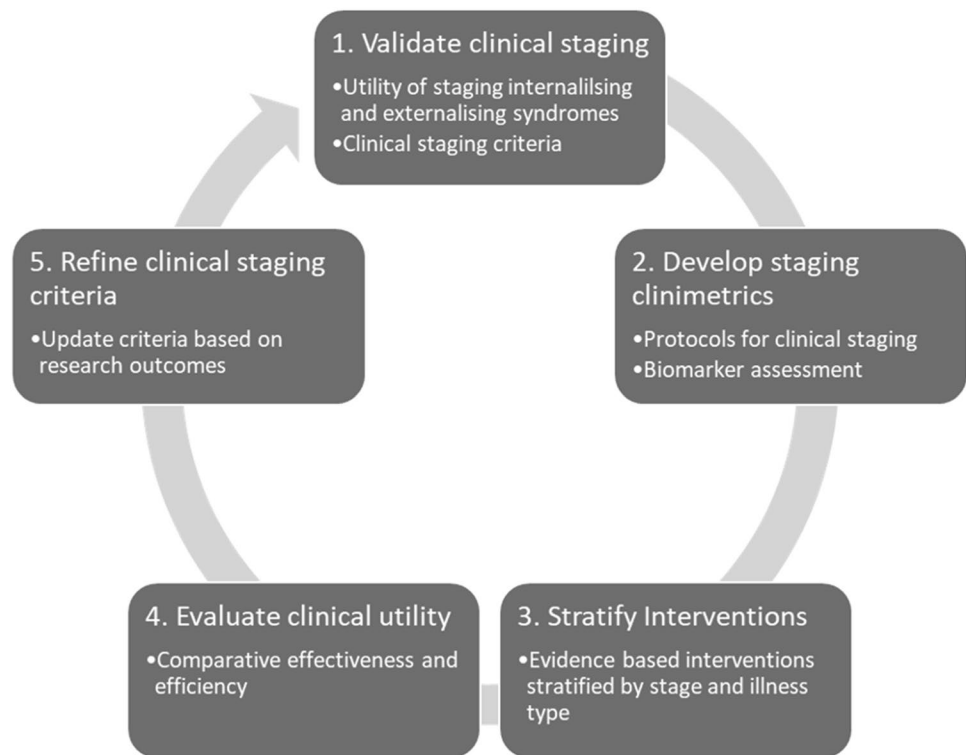 1. Validate clinical staging
•Utility of staging internalilsing
and externalising syndromes
•Clinical staging criteria
2. Develop staging
clinimetrics
•Protocols for clinical staging
•Biomarker assessment
3. Stratify Interventions
•Evidence based interventions
stratified by stage and illness
type
4. Evaluate clinical utility
•Comparative effectiveness and
efficiency
5. Refine clinical staging
criteria
•Update criteria based on
research outcomes